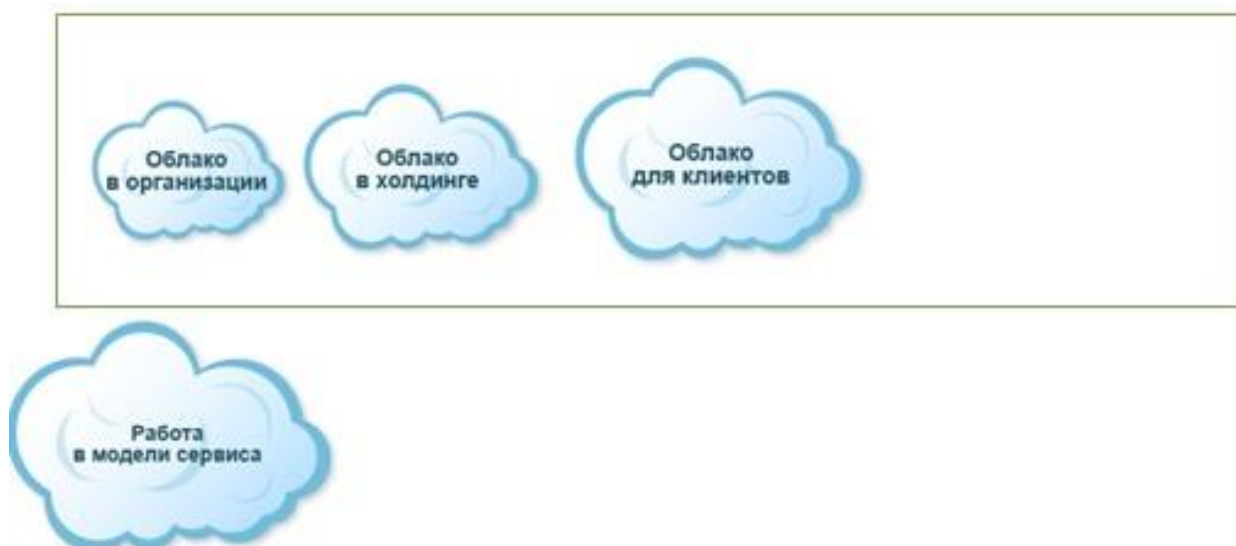 Облако
в организации
Облако
в холдинге
Облако
для клиентов
Работа
в модели сервиса